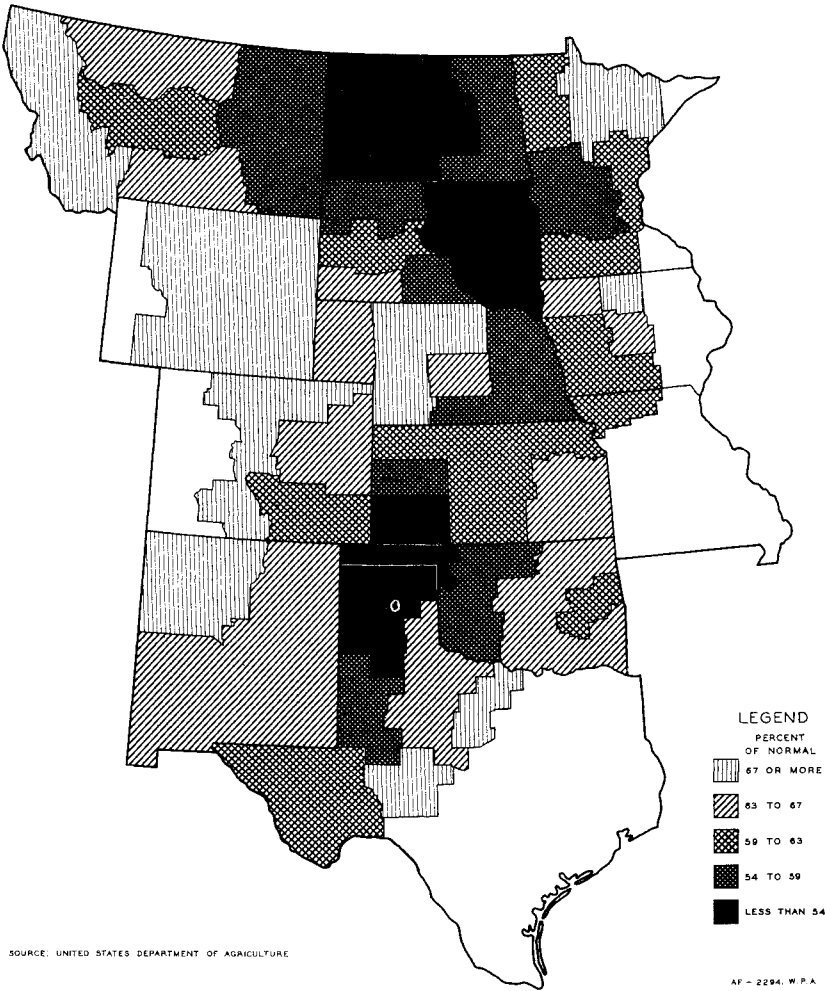 LEGEND
PERCENT
OF NORMAL
67 OR MORE
63 TO 67
59 TO 63
54 TO 59
LESS THAN 54
SOURCE: UNITED STATES DEPARTMENT OF AGRICULTURE
AF - 2294, W.P.A